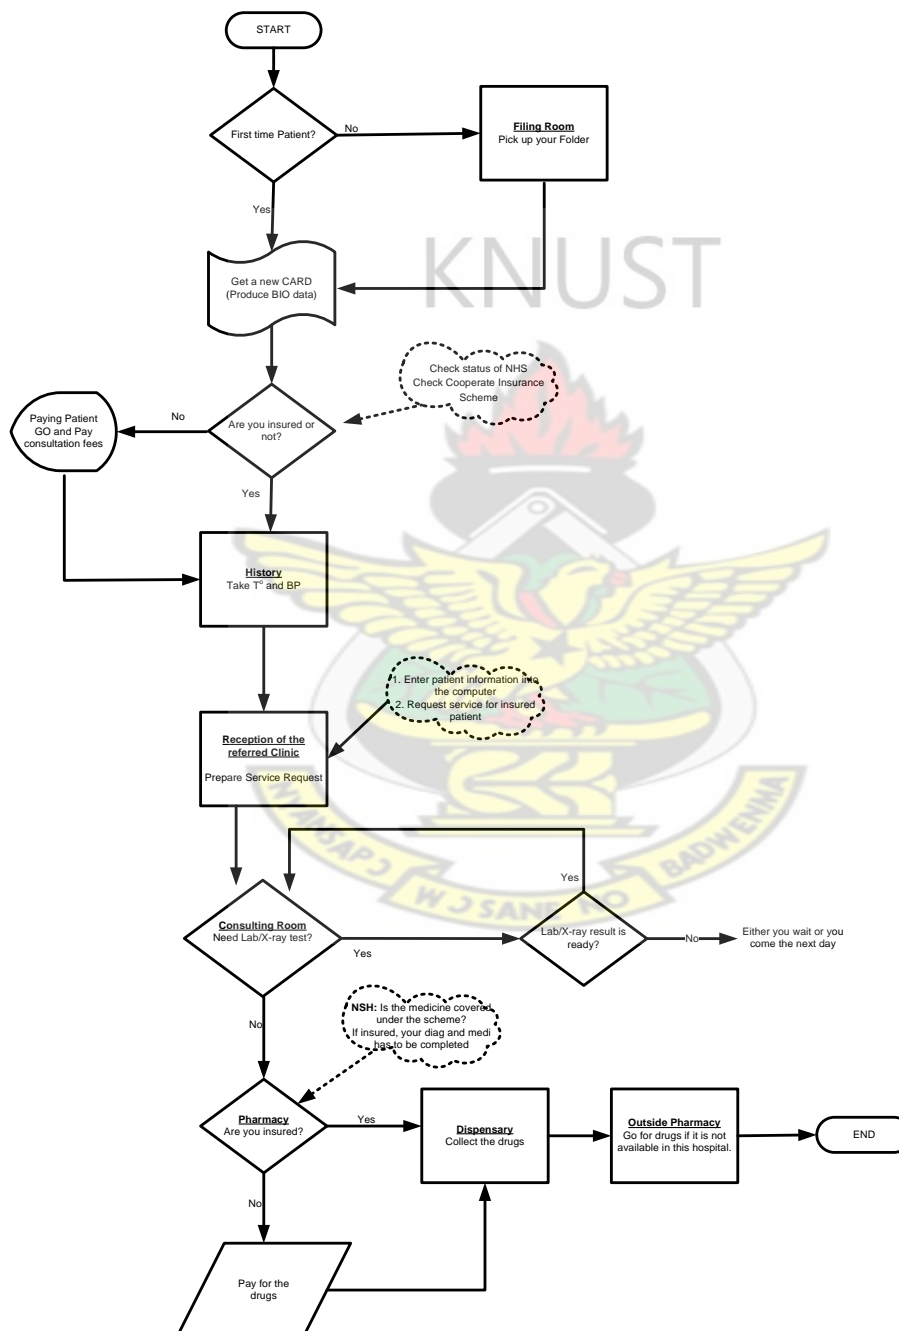 START
First time Patient?
No
Filing Room
Pick up your Folder
Yes
KNUST
Get a new CARD
(Produce BIO data)
Check status of NHS
Check Cooperate Insurance
Scheme
Paying Patient
GO and Pay
consultation fees
No
Are you insured or
not?
Yes
History
Take T° and BP
1. Enter patient information into
the computer
2. Request service for insured
patient
Reception of the
referred Clinic
Prepare Service Request
NYANSAPƆ WƆSANE NO BADWENMA
Yes
Consulting Room
Need Lab/X-ray test?
Yes
Lab/X-ray result is
ready?
No
Either you wait or you
come the next day
No
NSH: Is the medicine covered
under the scheme?
If insured, your diag and medi
has to be completed
Pharmacy
Are you insured?
Yes
Dispensary
Collect the drugs
Outside Pharmacy
Go for drugs if it is not
available in this hospital.
END
No
Pay for the
drugs